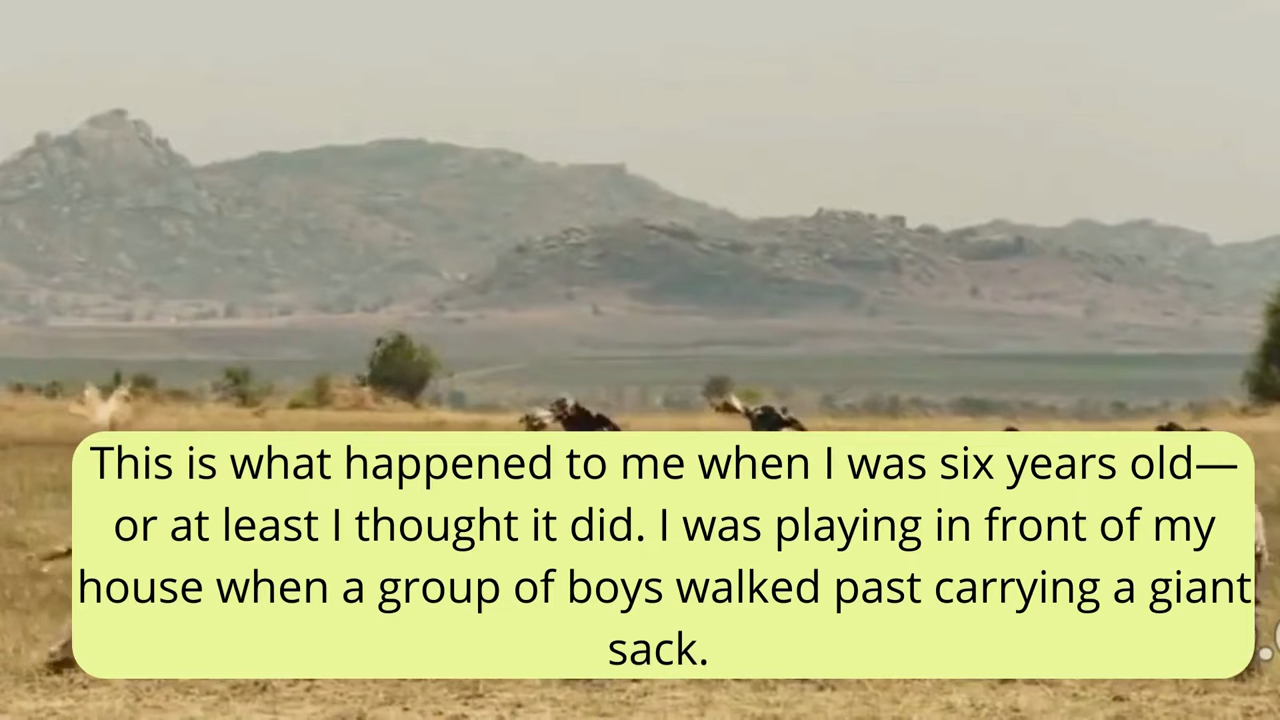 This is what happened to me when I was six years old—
or at least I thought it did. I was playing in front of my
house when a group of boys walked past carrying a giant
sack.